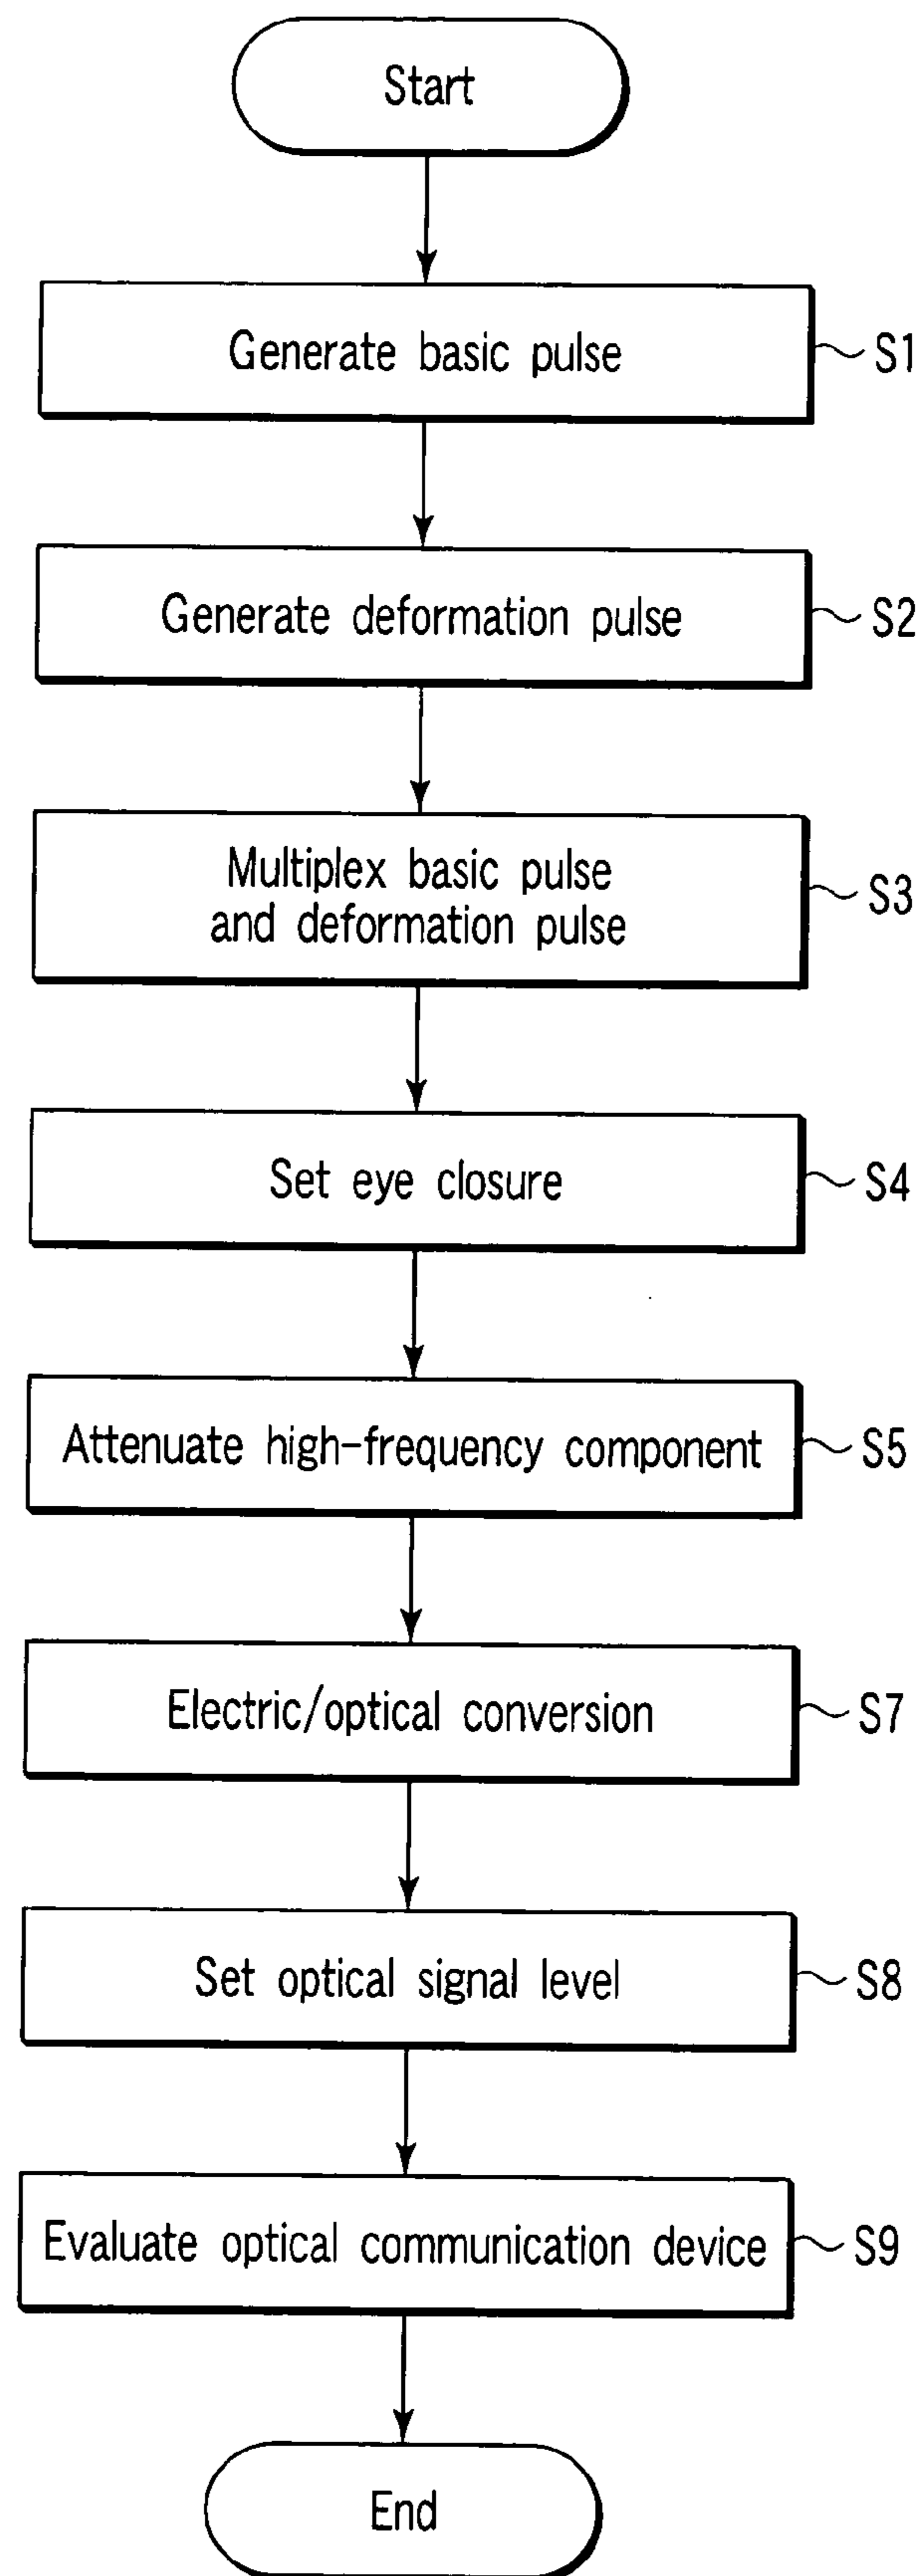 Start
Generate basic pulse
S1
Generate deformation pulse
S2
Multiplex basic pulse
and deformation pulse
S3
Set eye closure
S4
Attenuate high-frequency component
S5
Electric/optical conversion
S7
Set optical signal level
S8
Evaluate optical communication device
S9
End